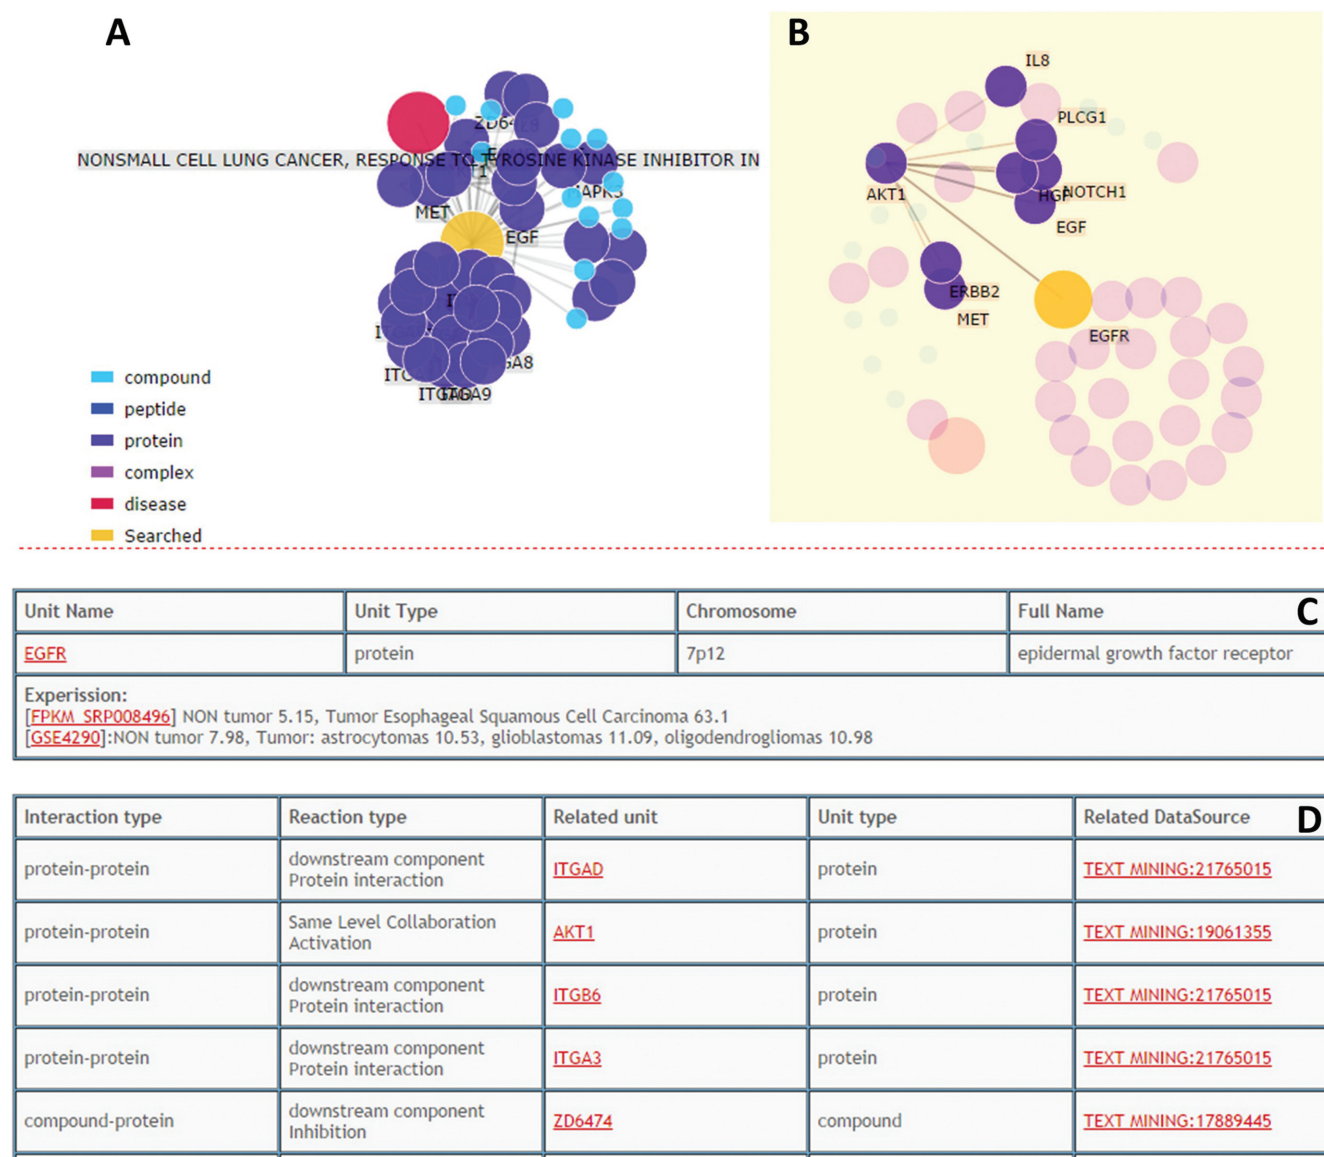 A
NONSMALL CELL LUNG CANCER, RESPONSE TO TYROSINE KINASE INHIBITOR IN
MET
EGF
compound
peptide
protein
complex
disease
Searched
B
IL8
PLCG1
AKT1
HGF
NOTCH1
EGF
ERBB2
MET
EGFR
C
Unit Name Unit Type Chromosome Full Name
EGFR protein 7p12 epidermal growth factor receptor
Experission:
[FPKM_SRP008496] NON tumor 5.15, Tumor Esophageal Squamous Cell Carcinoma 63.1
[GSE4290]:NON tumor 7.98, Tumor: astrocytomas 10.53, glioblastomas 11.09, oligodendrogliomas 10.98
D
Interaction type Reaction type Related unit Unit type Related DataSource
protein-protein downstream component Protein interaction ITGAD protein TEXT MINING:21765015
protein-protein Same Level Collaboration Activation AKT1 protein TEXT MINING:19061355
protein-protein downstream component Protein interaction ITGB6 protein TEXT MINING:21765015
protein-protein downstream component Protein interaction ITGA3 protein TEXT MINING:21765015
compound-protein downstream component Inhibition ZD6474 compound TEXT MINING:17889445